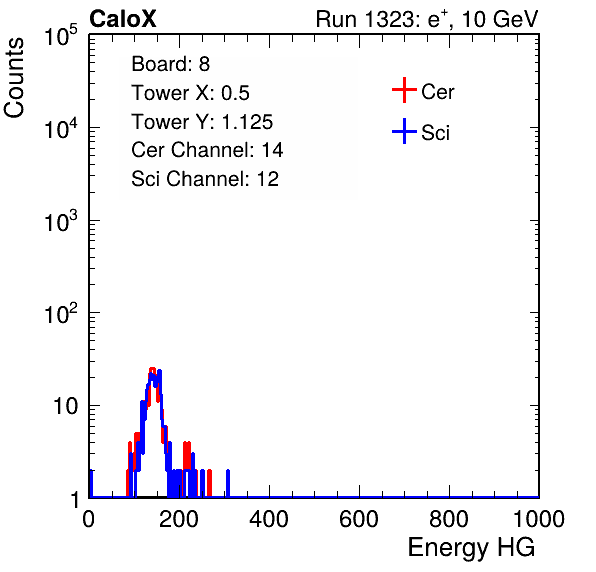 CaloX Run 1323: e⁺, 10 GeV
Counts
10⁵
10⁴
10³
10²
10
1
Board: 8
Tower X: 0.5
Tower Y: 1.125
Cer Channel: 14
Sci Channel: 12
Cer
Sci
0 200 400 600 800 1000
Energy HG